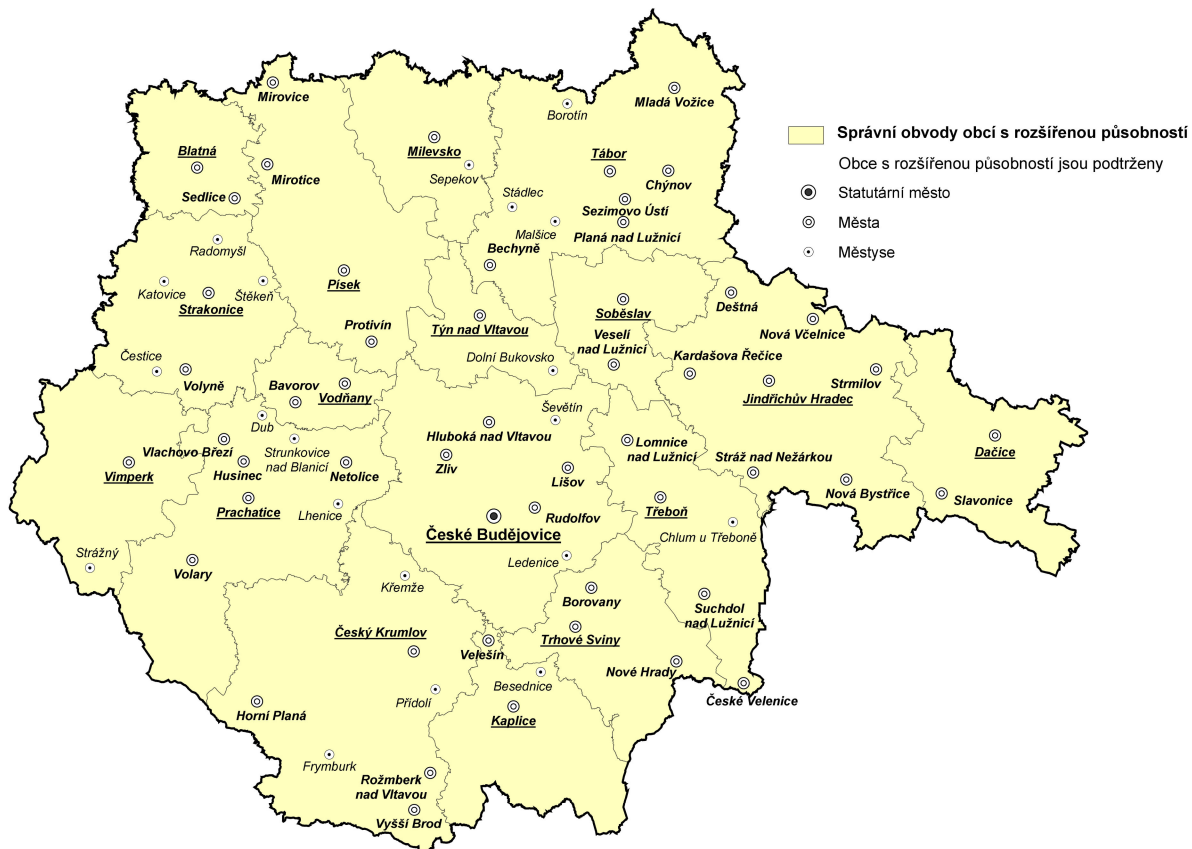 Mirovice
Mladá Vožice
Borotín
Správní obvody obcí s rozšířenou působností
Obce s rozšířenou působností jsou podtrženy
Statutární město
Města
Městyse
Blatná
Milevsko
Tábor
Mirotice
Sepekov
Chýnov
Sedlice
Stádlec
Sezimovo Ústí
Malšice
Planá nad Lužnicí
Radomyšl
Bechyně
Katovice
Štěkeň
Písek
Strakonice
Soběslav
Deštná
Týn nad Vltavou
Protivín
Veselí
nad Lužnicí
Nová Včelnice
Čestice
Dolní Bukovsko
Kardašova Řečice
Volyně
Bavorov
Vodňany
Strmilov
Jindřichův Hradec
Ševětín
Dub
Hluboká nad Vltavou
Vlachovo Březí
Strunkovice
nad Blanicí
Lomnice
nad Lužnicí
Dačice
Vimperk
Husinec
Netolice
Zliv
Stráž nad Nežárkou
Lišov
Nová Bystřice
Slavonice
Prachatice
Lhenice
Rudolfov
Třeboň
České Budějovice
Chlum u Třeboně
Strážný
Ledenice
Volary
Křemže
Borovany
Suchdol
nad Lužnicí
Český Krumlov
Trhové Sviny
Velešín
Nové Hrady
Besednice
Přídolí
České Velenice
Horní Planá
Kaplice
Frymburk
Rožmberk
nad Vltavou
Vyšší Brod